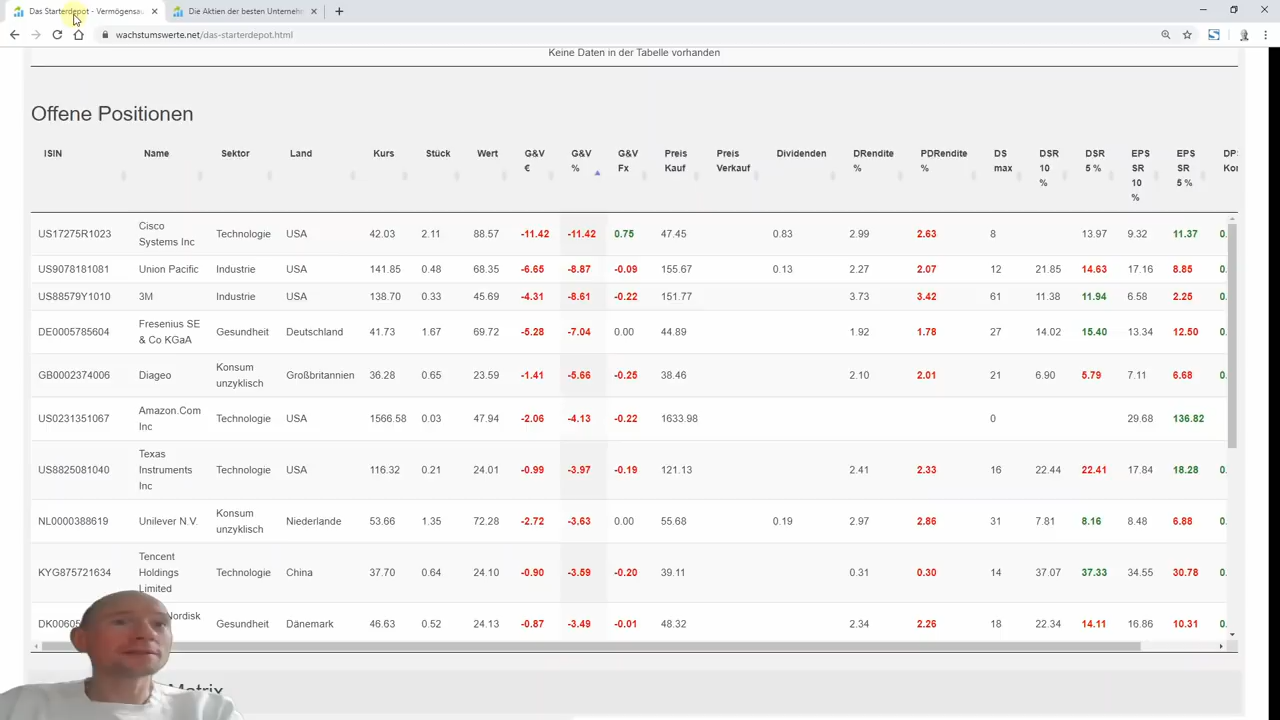 Das Starterdepot - Vermögensau
Die Aktien der besten Unterneh
wachstumswerte.net/das-starterdepot.html
Keine Daten in der Tabelle vorhanden
Offene Positionen
ISIN Name Sektor Land Kurs Stück Wert G&V € G&V % G&V Fx Preis Kauf Preis Verkauf Dividenden DRendite % PDRendite % DS max DSR 10 % DSR 5 % EPS SR 10 % EPS SR 5 % DP Kor
US17275R1023 Cisco Systems Inc Technologie USA 42.03 2.11 88.57 -11.42 -11.42 0.75 47.45 0.83 2.99 2.63 8 13.97 9.32 11.37 0.
US9078181081 Union Pacific Industrie USA 141.85 0.48 68.35 -6.65 -8.87 -0.09 155.67 0.13 2.27 2.07 12 21.85 14.63 17.16 8.85 0.
US88579Y1010 3M Industrie USA 138.70 0.33 45.69 -4.31 -8.61 -0.22 151.77 3.73 3.42 61 11.38 11.94 6.58 2.25 0.
DE0005785604 Fresenius SE & Co KGaA Gesundheit Deutschland 41.73 1.67 69.72 -5.28 -7.04 0.00 44.89 1.92 1.78 27 14.02 15.40 13.34 12.50 0.
GB0002374006 Diageo Konsum unzyklisch Großbritannien 36.28 0.65 23.59 -1.41 -5.66 -0.25 38.46 2.10 2.01 21 6.90 5.79 7.11 6.68 0.
US0231351067 Amazon.Com Inc Technologie USA 1566.58 0.03 47.94 -2.06 -4.13 -0.22 1633.98 0 29.68 136.82
US8825081040 Texas Instruments Inc Technologie USA 116.32 0.21 24.01 -0.99 -3.97 -0.19 121.13 2.41 2.33 16 22.44 22.41 17.84 18.28 0.
NL0000388619 Unilever N.V. Konsum unzyklisch Niederlande 53.66 1.35 72.28 -2.72 -3.63 0.00 55.68 0.19 2.97 2.86 31 7.81 8.16 8.48 6.88 0.
KYG875721634 Tencent Holdings Limited Technologie China 37.70 0.64 24.10 -0.90 -3.59 -0.20 39.11 0.31 0.30 14 37.07 37.33 34.55 30.78 0.
DK0060 Nordisk Gesundheit Dänemark 46.63 0.52 24.13 -0.87 -3.49 -0.01 48.32 2.34 2.26 18 22.34 14.11 16.86 10.31 0.
Matrix